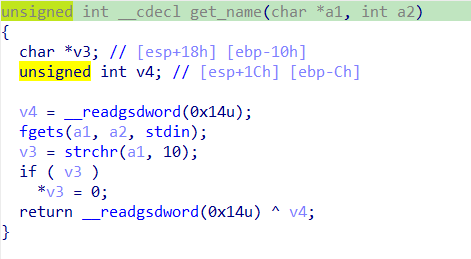 unsigned int __cdecl get_name(char *a1, int a2)
{
  char *v3; // [esp+18h] [ebp-10h]
  unsigned int v4; // [esp+1Ch] [ebp-Ch]

  v4 = __readgsdword(0x14u);
  fgets(a1, a2, stdin);
  v3 = strchr(a1, 10);
  if ( v3 )
    *v3 = 0;
  return __readgsdword(0x14u) ^ v4;
}